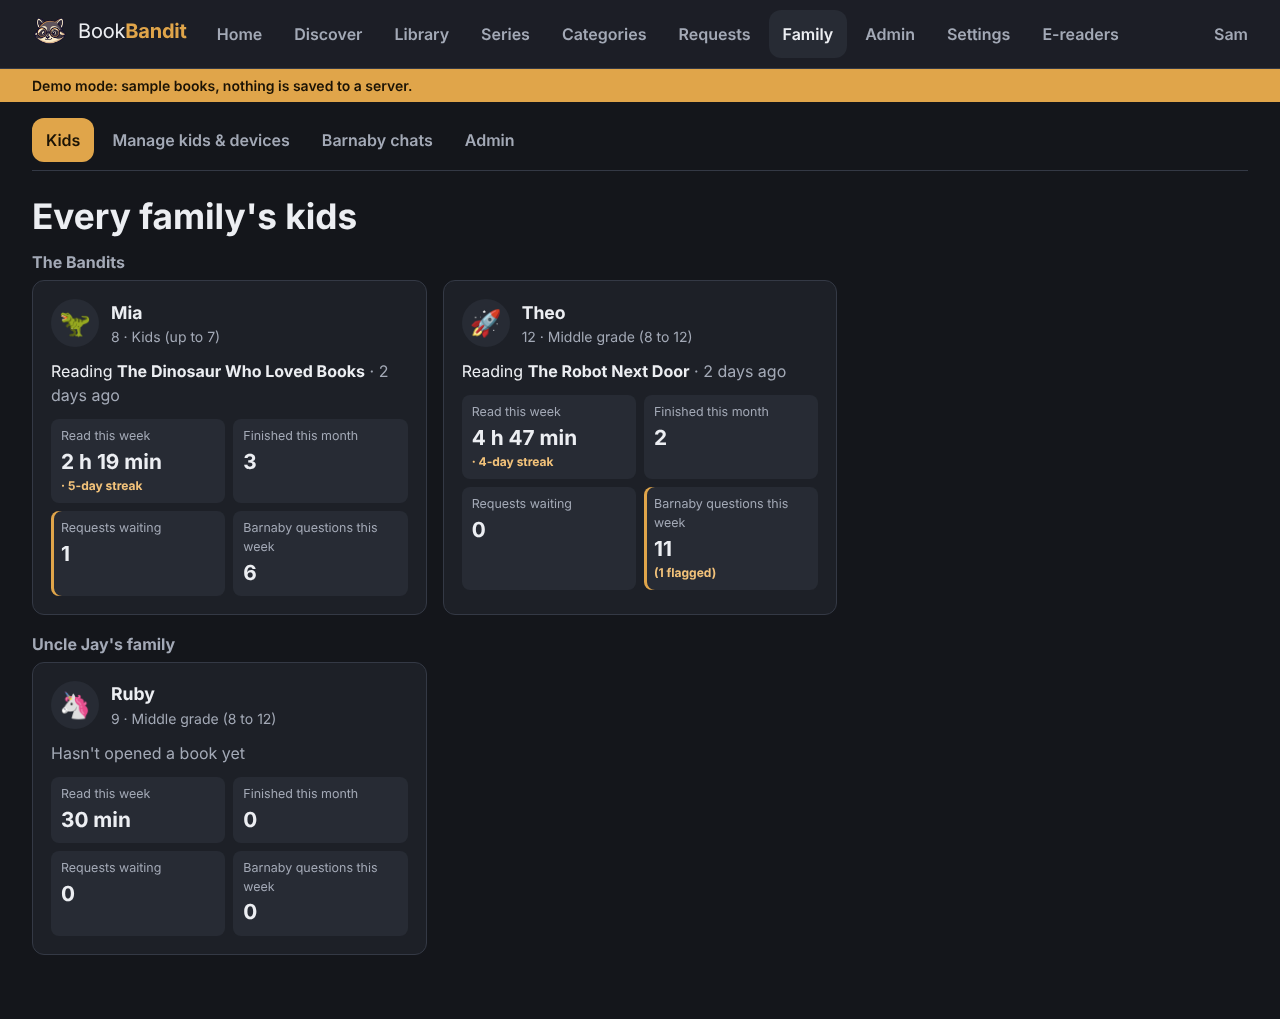 BookBandit Home Discover Library Series Categories Requests Family Admin Settings E-readers Sam
Demo mode: sample books, nothing is saved to a server.
Kids Manage kids & devices Barnaby chats Admin
Every family's kids
The Bandits
Mia
8 · Kids (up to 7)
Reading The Dinosaur Who Loved Books · 2
days ago
Read this week
2 h 19 min
· 5-day streak
Finished this month
3
Requests waiting
1
Barnaby questions this
week
6
Theo
12 · Middle grade (8 to 12)
Reading The Robot Next Door · 2 days ago
Read this week
4 h 47 min
· 4-day streak
Finished this month
2
Requests waiting
0
Barnaby questions this
week
11
(1 flagged)
Uncle Jay's family
Ruby
9 · Middle grade (8 to 12)
Hasn't opened a book yet
Read this week
30 min
Finished this month
0
Requests waiting
0
Barnaby questions this
week
0